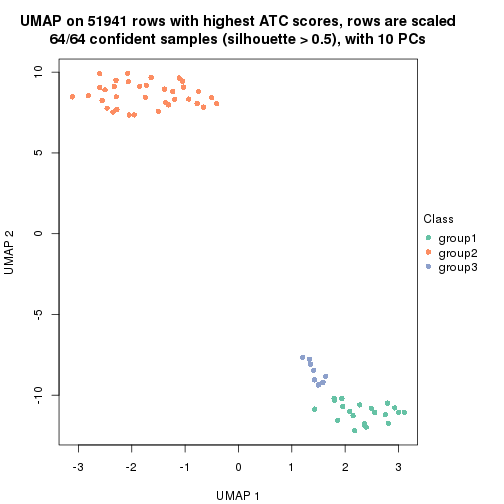 UMAP on 51941 rows with highest ATC scores, rows are scaled
64/64 confident samples (silhouette > 0.5), with 10 PCs
10
5
0
-5
-10
UMAP 2
-3
-2
-1
0
1
2
3
UMAP 1
Class
group1
group2
group3